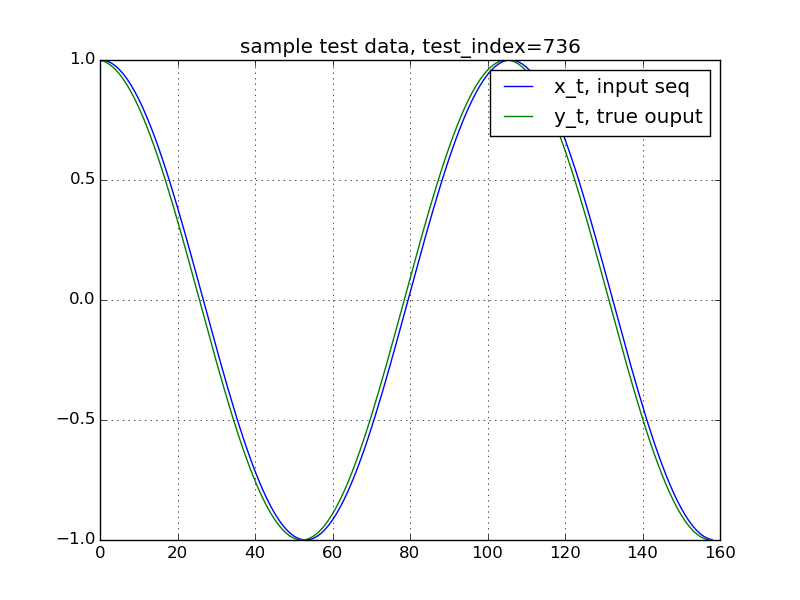 sample test data, test_index=736
x_t, input seq
y_t, true ouput
1.0
0.5
0.0
−0.5
−1.0
0 20 40 60 80 100 120 140 160